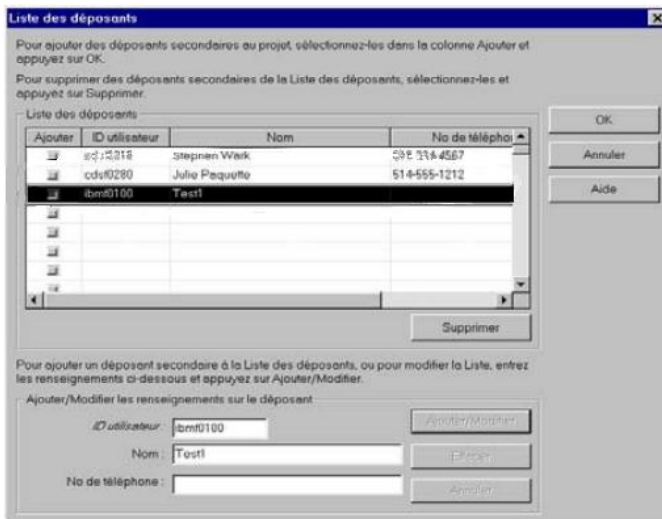 Liste des déposants
Pour ajouter des déposants secondaires au projet, sélectionnez-les dans la colonne Ajouter et
appuyez sur OK.
Pour supprimer des déposants secondaires de la Liste des déposants, sélectionnez-les et
appuyez sur Supprimer.
Liste des déposants
OK
Ajouter ID utilisateur Nom No de télépho
Stephen Wark 4567
Annuler
cdsf0280 Julie Paquette 514-555-1212
ibmf0100 Test1
Aide
Supprimer
Pour ajouter un déposant secondaire à la Liste des déposants, ou pour modifier la Liste, entrez
les renseignements ci-dessous et appuyez sur Ajouter/Modifier.
Ajouter/Modifier les renseignements sur le déposant
ID utilisateur : ibmf0100 Ajouter/Modifier
Nom : Test1 Effacer
No de téléphone : Annuler